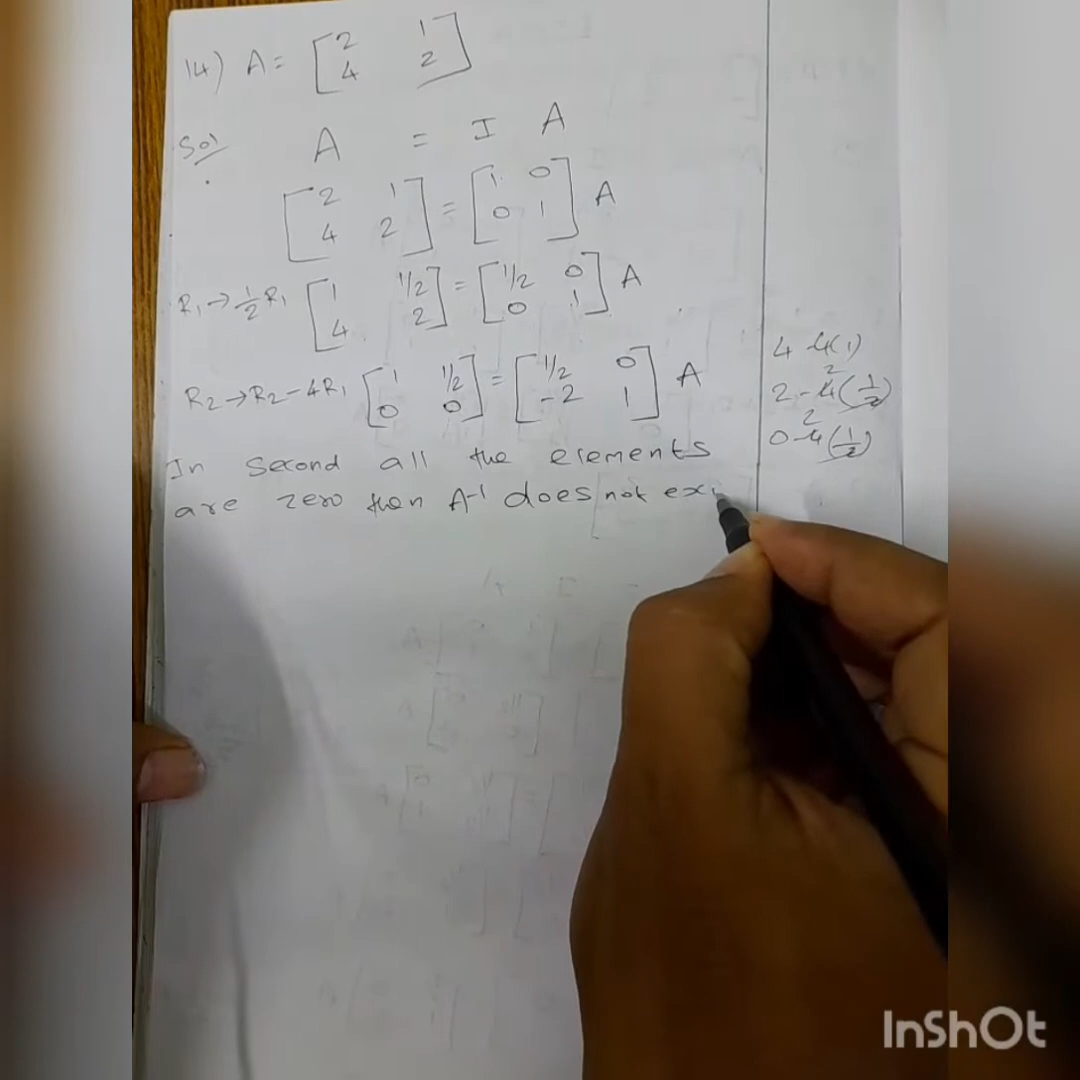 14) A = [ 2 1
4 2 ]
Sol A = I A
[ 2 1
4 2 ] = [ 1 0
0 1 ] A
R₁→½R₁ [ 1 1/2
4 2 ] = [ 1/2 0
0 1 ] A
R₂→R₂-4R₁ [ 1 1/2
0 0 ] = [ 1/2 0
-2 1 ] A
4-4(1)
2-4(1/2)
2
0-4(1/2)
2
In second all the elements
are zero then A⁻¹ does not exi
InShOt